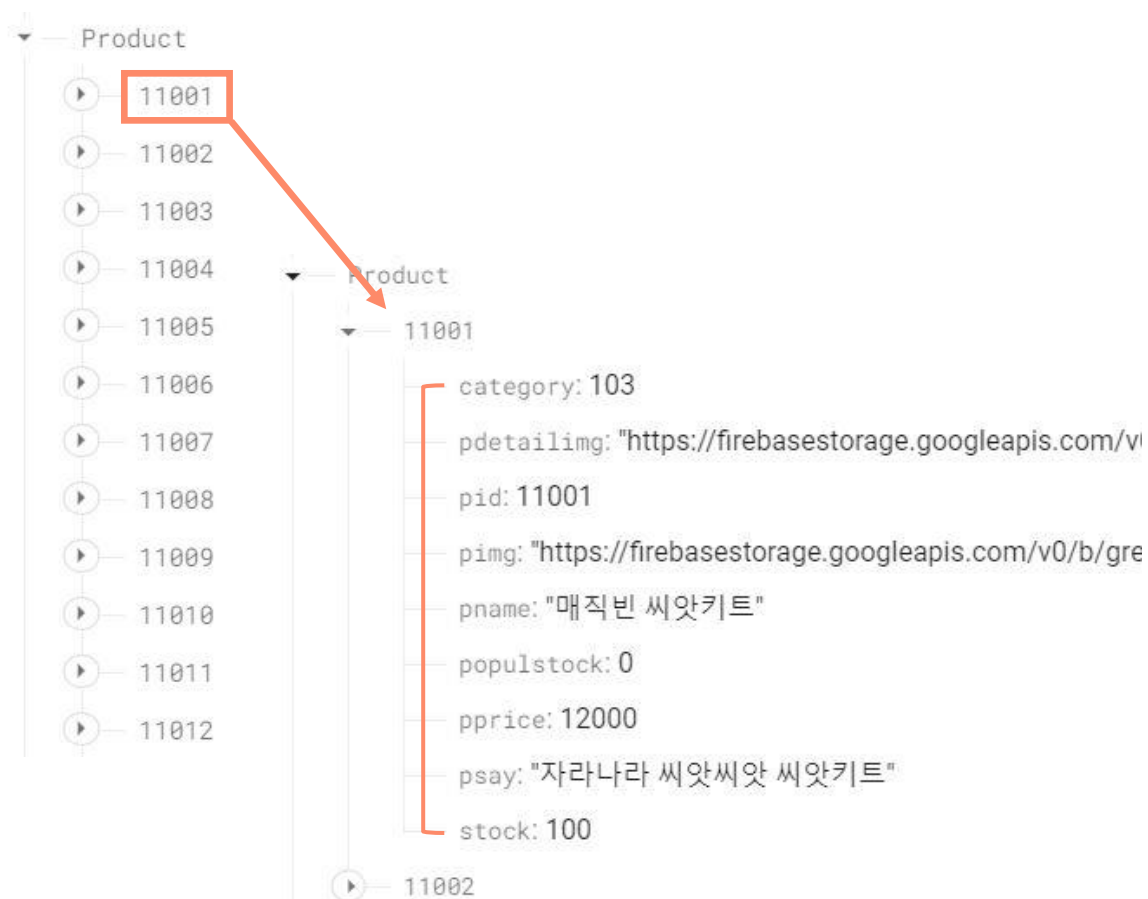 Product
11001
11002
11003
11004
11005
11006
11007
11008
11009
11010
11011
11012
Product
11001
category: 103
pdetailimg: "https://firebasestorage.googleapis.com/v0
pid: 11001
pimg: "https://firebasestorage.googleapis.com/v0/b/gre
pname: "매직빈 씨앗키트"
populstock: 0
pprice: 12000
psay: "자라나라 씨앗씨앗 씨앗키트"
stock: 100
11002